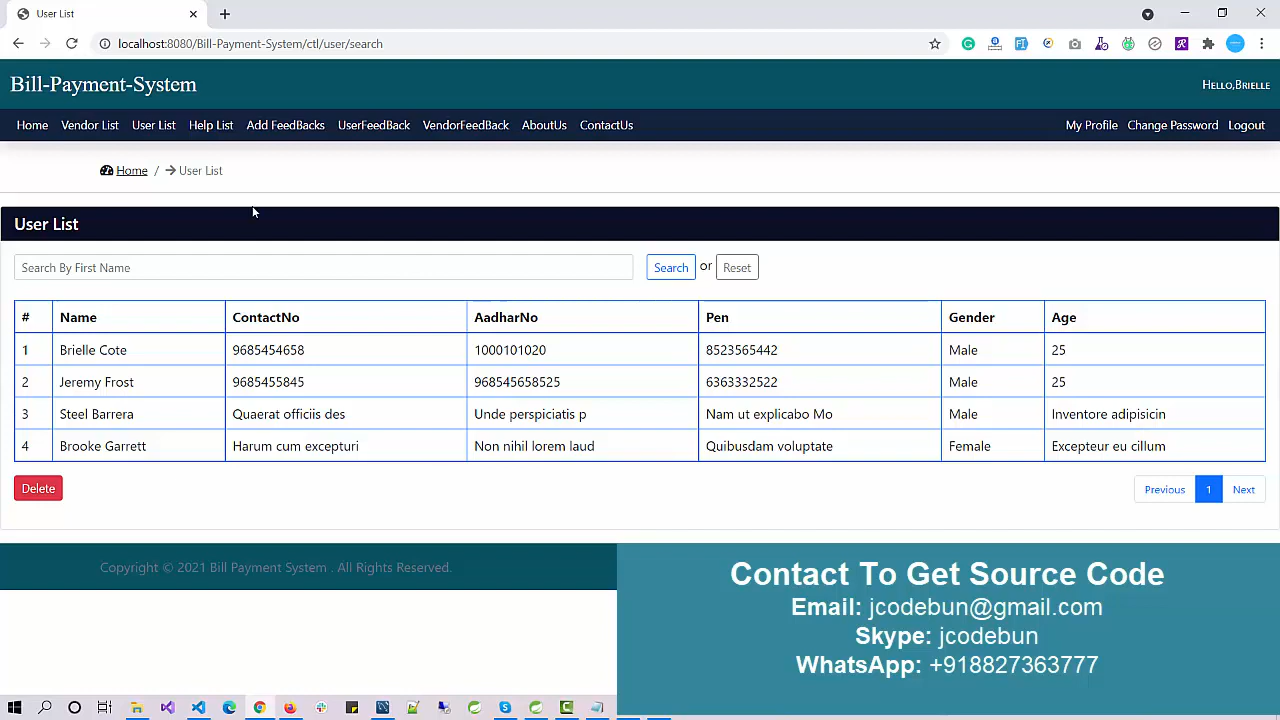 User List
localhost:8080/Bill-Payment-System/ctl/user/search
Bill-Payment-System
Hello,Brielle
Home Vendor List User List Help List Add FeedBacks UserFeedBack VendorFeedBack AboutUs ContactUs My Profile Change Password Logout
Home / User List
User List
Search By First Name Search or Reset
# Name ContactNo AadharNo Pen Gender Age
1 Brielle Cote 9685454658 1000101020 8523565442 Male 25
2 Jeremy Frost 9685455845 968545658525 6363332522 Male 25
3 Steel Barrera Quaerat officiis des Unde perspiciatis p Nam ut explicabo Mo Male Inventore adipisicin
4 Brooke Garrett Harum cum excepturi Non nihil lorem laud Quibusdam voluptate Female Excepteur eu cillum
Delete Previous 1 Next
Copyright © 2021 Bill Payment System . All Rights Reserved.
Contact To Get Source Code
Email: jcodebun@gmail.com
Skype: jcodebun
WhatsApp: +918827363777